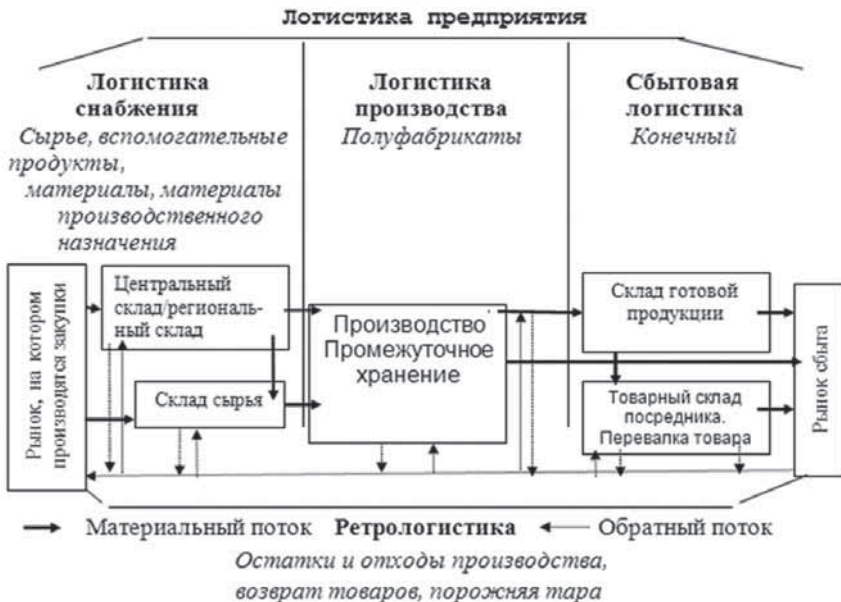 Логистика предприятия
Логистика
снабжения
Сырье, вспомогательные
продукты,
материалы, материалы
производственного
назначения
Логистика
производства
Полуфабрикаты
Сбытовая
логистика
Конечный
Рынок, на котором
производятся закупки
Центральный
склад/региональ-
ный склад
Склад сырья
Производство
Промежуточное
хранение
Склад готовой
продукции
Товарный склад
посредника.
Перевалка товара
Рынок сбыта
Материальный поток Ретрологистика Обратный поток
Остатки и отходы производства,
возврат товаров, порожняя тара